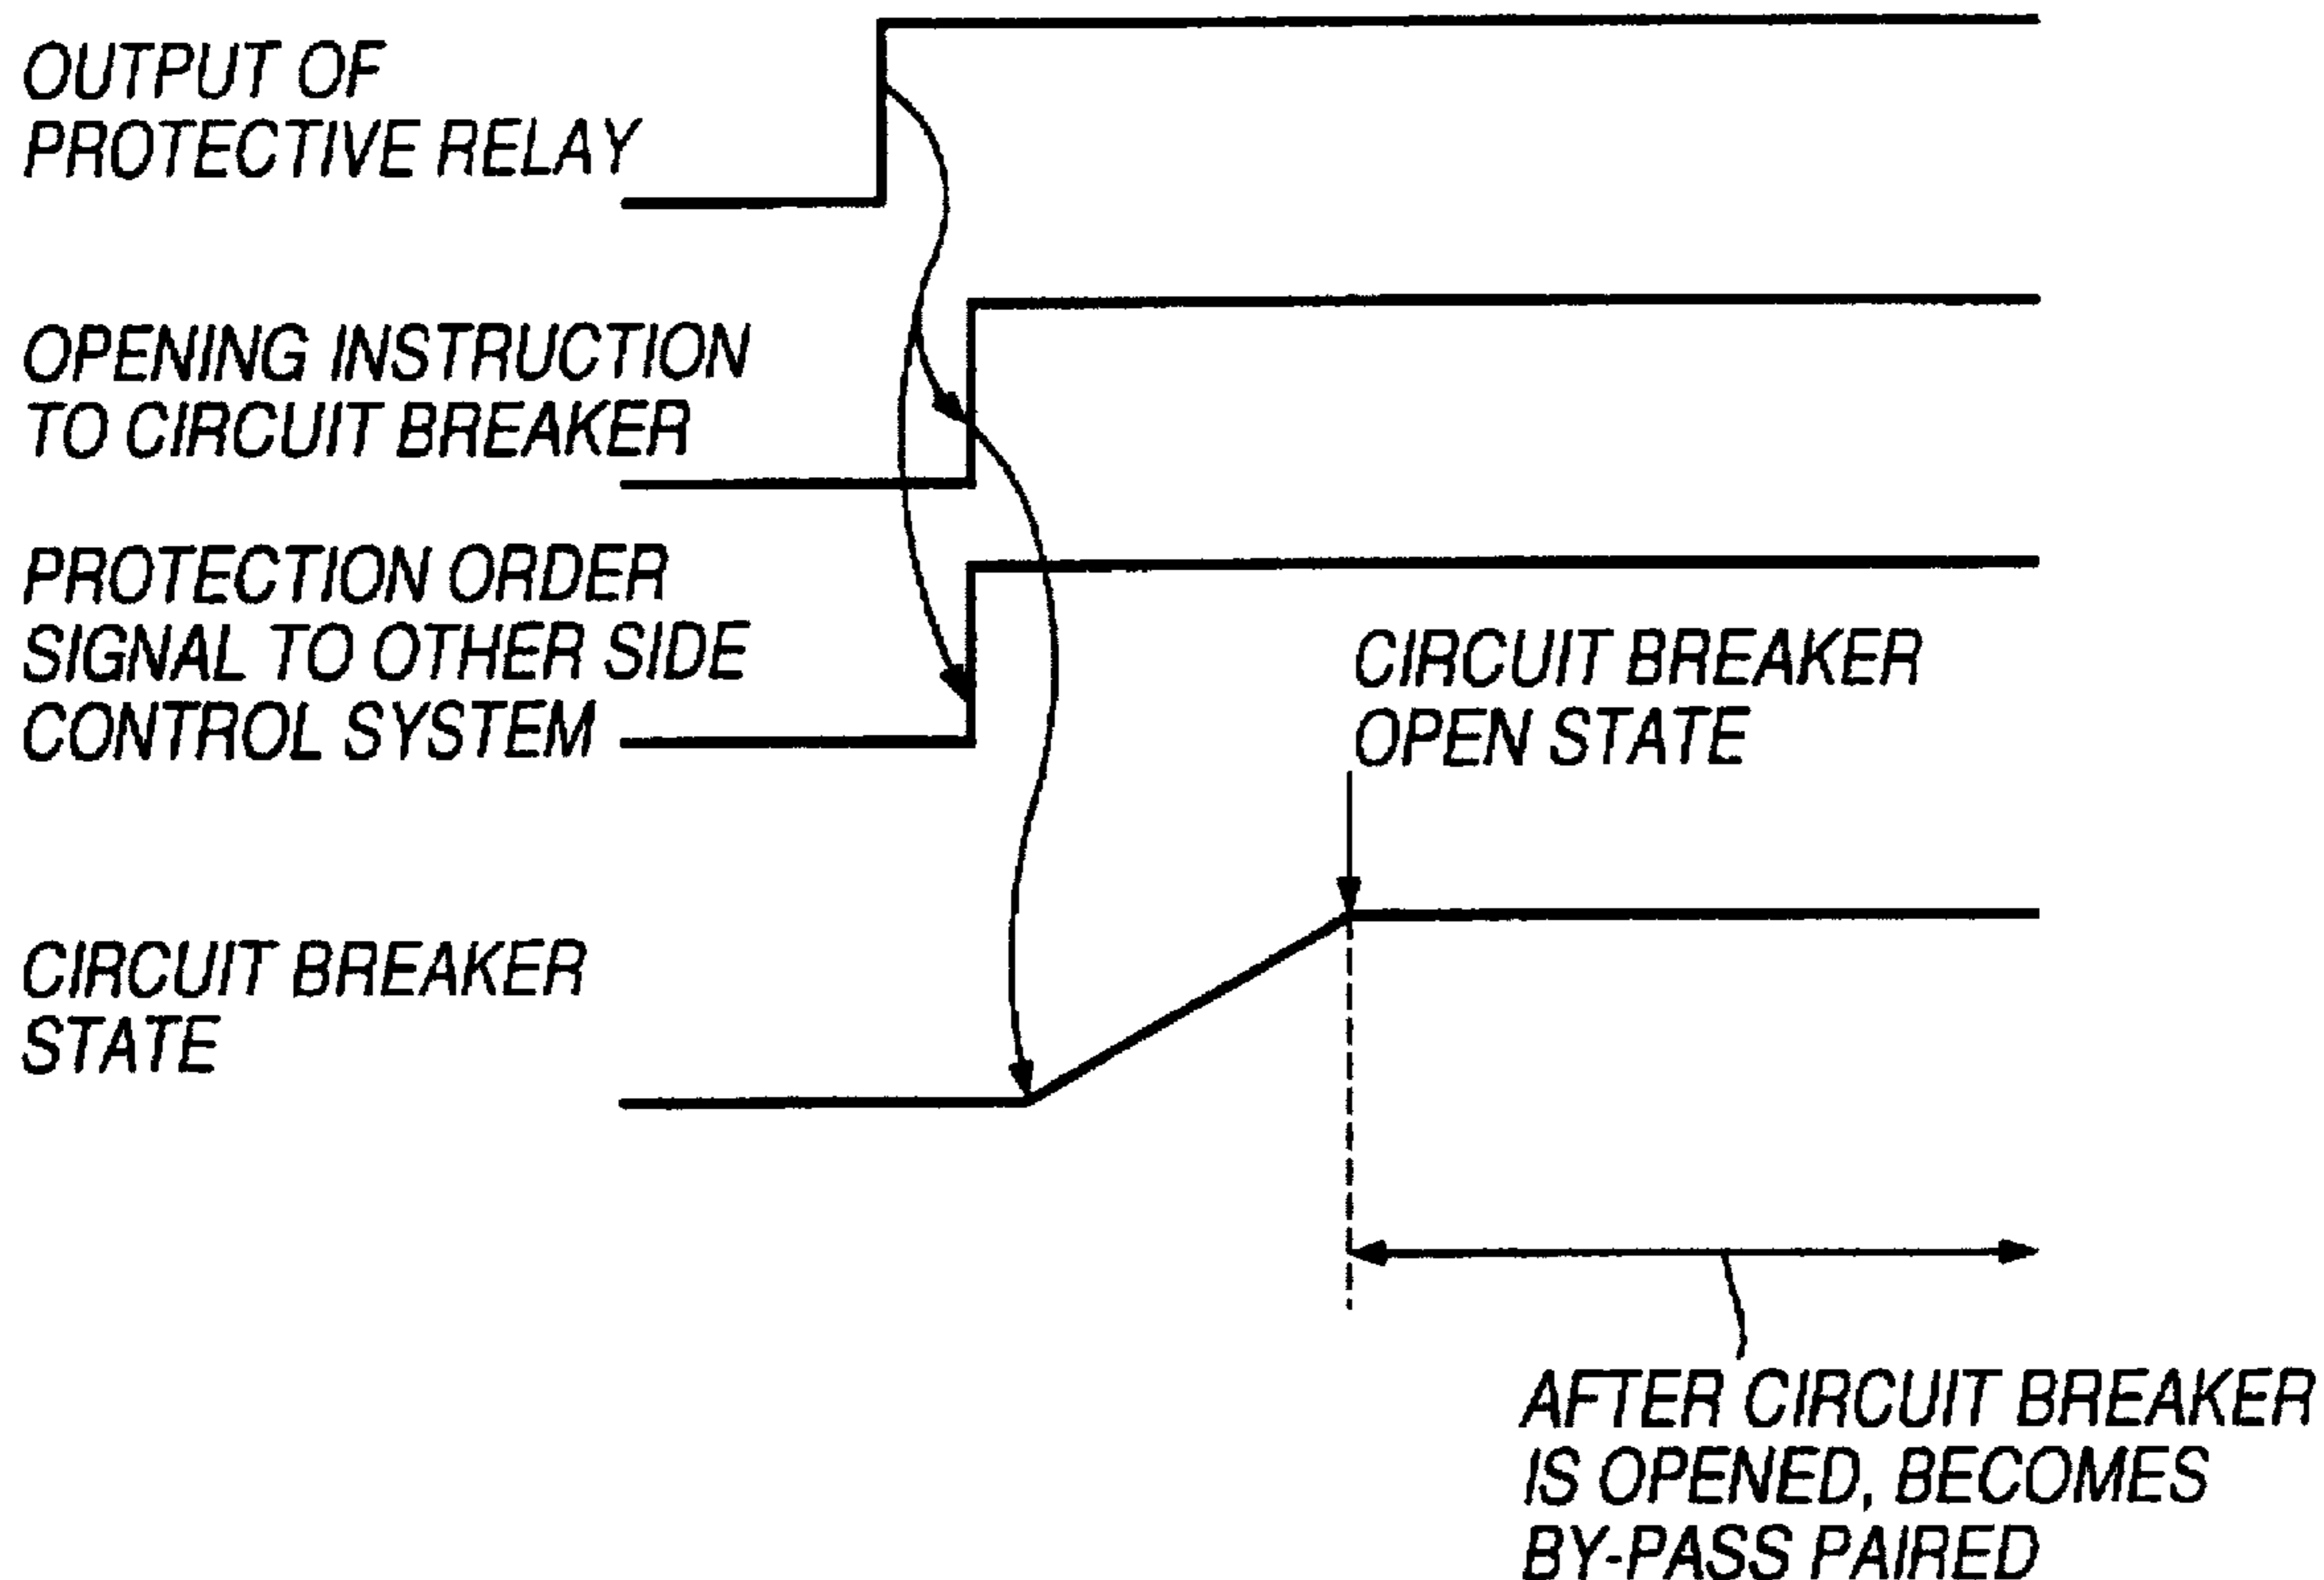 OUTPUT OF
PROTECTIVE RELAY
OPENING INSTRUCTION
TO CIRCUIT BREAKER
PROTECTION ORDER
SIGNAL TO OTHER SIDE
CONTROL SYSTEM
CIRCUIT BREAKER
OPEN STATE
CIRCUIT BREAKER
STATE
AFTER CIRCUIT BREAKER
IS OPENED, BECOMES
BY-PASS PAIRED